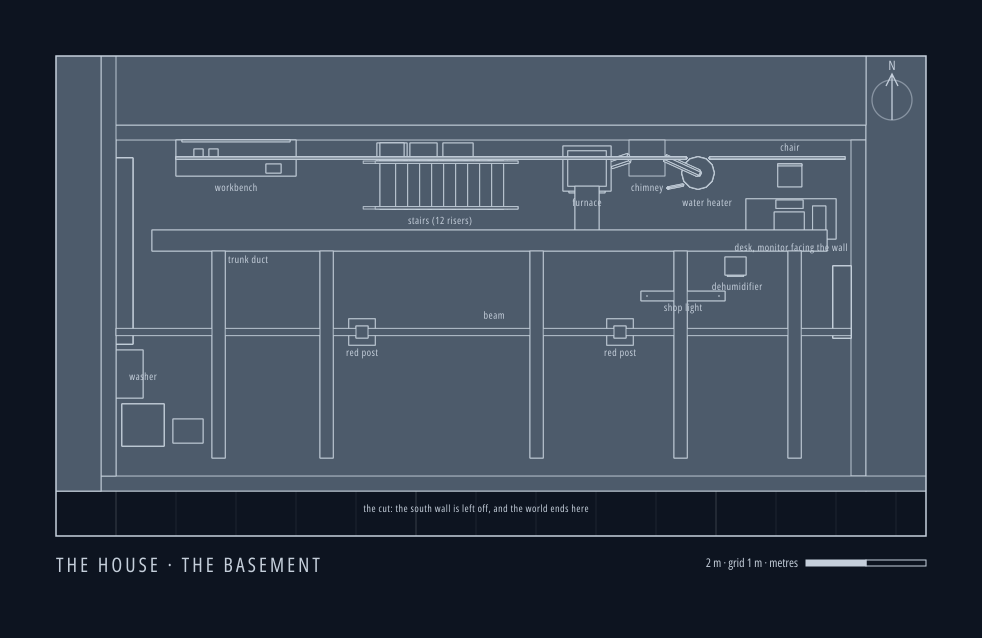 N
chair
workbench
chimney
furnace
water heater
stairs (12 risers)
desk, monitor facing the wall
trunk duct
dehumidifier
shop light
beam
red post
red post
washer
the cut: the south wall is left off, and the world ends here
THE HOUSE · THE BASEMENT
2 m · grid 1 m · metres